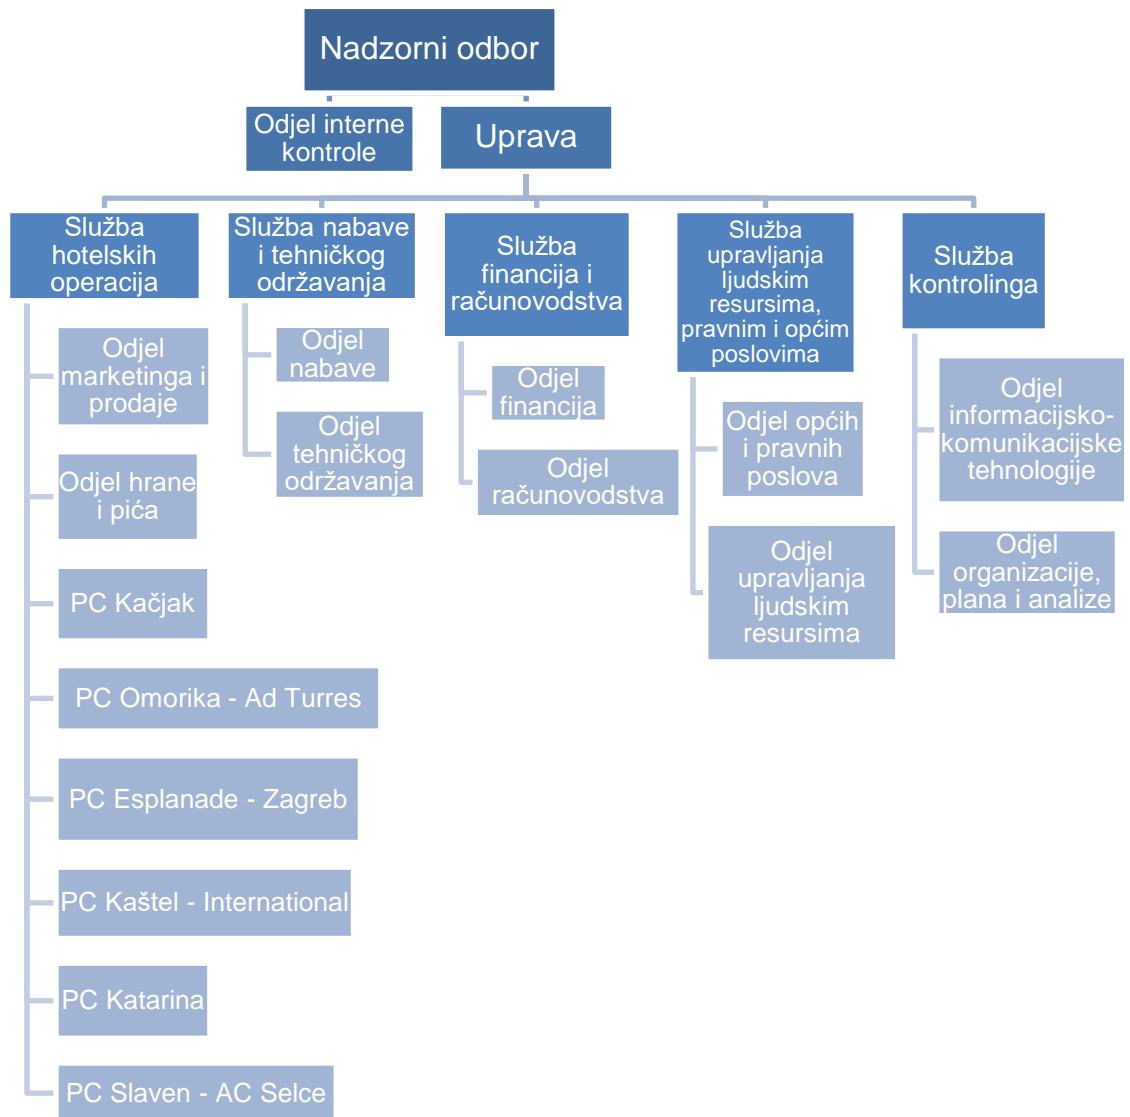 Nadzorni odbor
Odjel interne
kontrole
Uprava
Služba
hotelskih
operacija
Služba nabave
i tehničkog
održavanja
Služba
financija i
računovodstva
Služba
upravljanja
ljudskim
resursima,
pravnim i općim
poslovima
Služba
kontrolinga
Odjel
marketinga i
prodaje
Odjel hrane
i pića
PC Kačjak
PC Omorika - Ad Turres
PC Esplanade - Zagreb
PC Kaštel - International
PC Katarina
PC Slaven - AC Selce
Odjel
nabave
Odjel
tehničkog
održavanja
Odjel
financija
Odjel
računovodstva
Odjel općih
i pravnih
poslova
Odjel
upravljanja
ljudskim
resursima
Odjel
informacijsko-
komunikacijske
tehnologije
Odjel
organizacije,
plana i analize